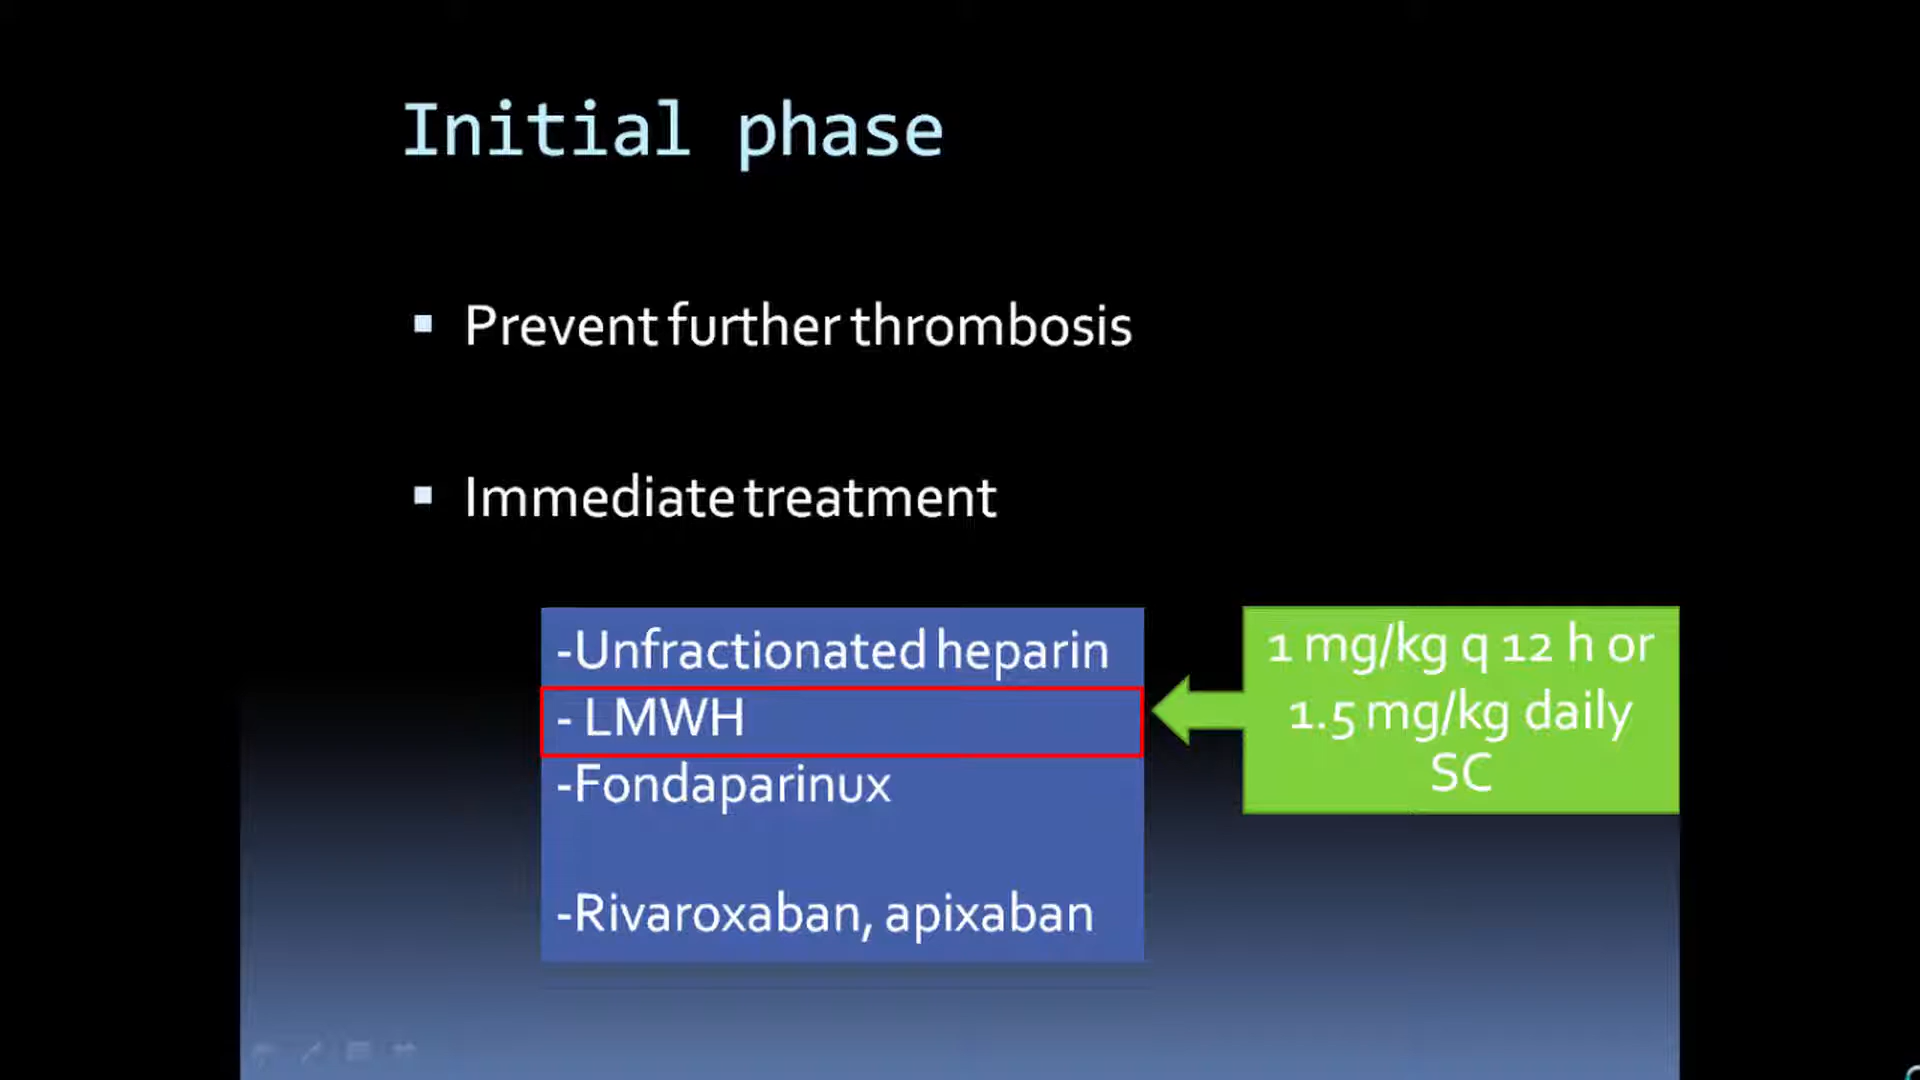 Initial phase
▪ Prevent further thrombosis
▪ Immediate treatment
-Unfractionated heparin
- LMWH
-Fondaparinux
-Rivaroxaban, apixaban
1 mg/kg q 12 h or
1.5 mg/kg daily
SC